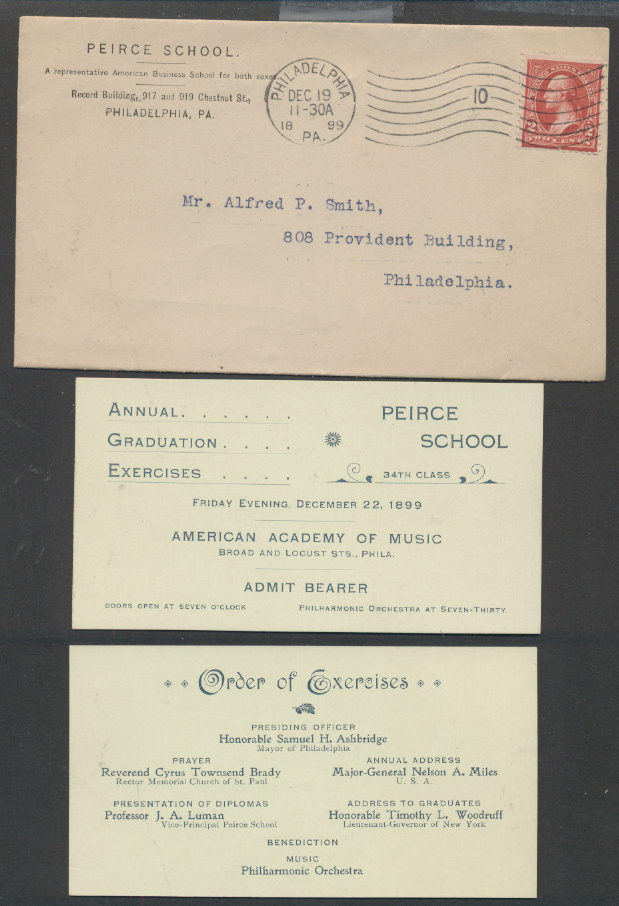 PEIRCE SCHOOL.
A representative American Business School for both sexes.
Record Building, 917 and 919 Chestnut St.,
PHILADELPHIA, PA.
PHILADELPHIA
DEC 19
11-30A
18 99
PA.
10
2 2
TWO CENTS
Mr. Alfred P. Smith,
808 Provident Building,
Philadelphia.
ANNUAL. . . . . .
GRADUATION . . . .
EXERCISES . . . .
PEIRCE
SCHOOL
34TH CLASS
FRIDAY EVENING, DECEMBER 22, 1899
AMERICAN ACADEMY OF MUSIC
BROAD AND LOCUST STS., PHILA.
ADMIT BEARER
DOORS OPEN AT SEVEN O'CLOCK PHILHARMONIC ORCHESTRA AT SEVEN-THIRTY
Order of Exercises
PRESIDING OFFICER
Honorable Samuel H. Ashbridge
Mayor of Philadelphia
PRAYER
Reverend Cyrus Townsend Brady
Rector Memorial Church of St. Paul
ANNUAL ADDRESS
Major-General Nelson A. Miles
U. S. A.
PRESENTATION OF DIPLOMAS
Professor J. A. Luman
Vice-Principal Peirce School
ADDRESS TO GRADUATES
Honorable Timothy L. Woodruff
Lieutenant-Governor of New York
BENEDICTION
MUSIC
Philharmonic Orchestra